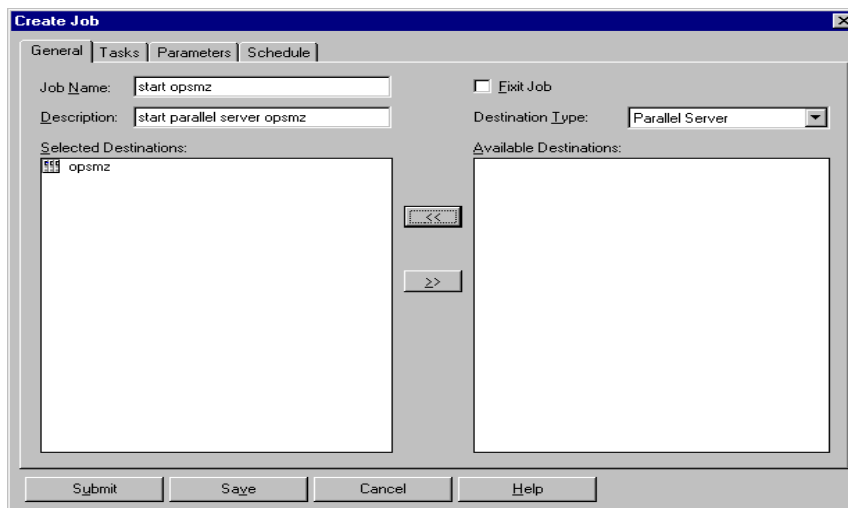 Create Job
General Tasks Parameters Schedule
Job Name: start opsmz
Fixit Job
Description: start parallel server opsmz
Destination Type: Parallel Server
Selected Destinations:
Available Destinations:
opsmz
<<
>>
Submit Save Cancel Help